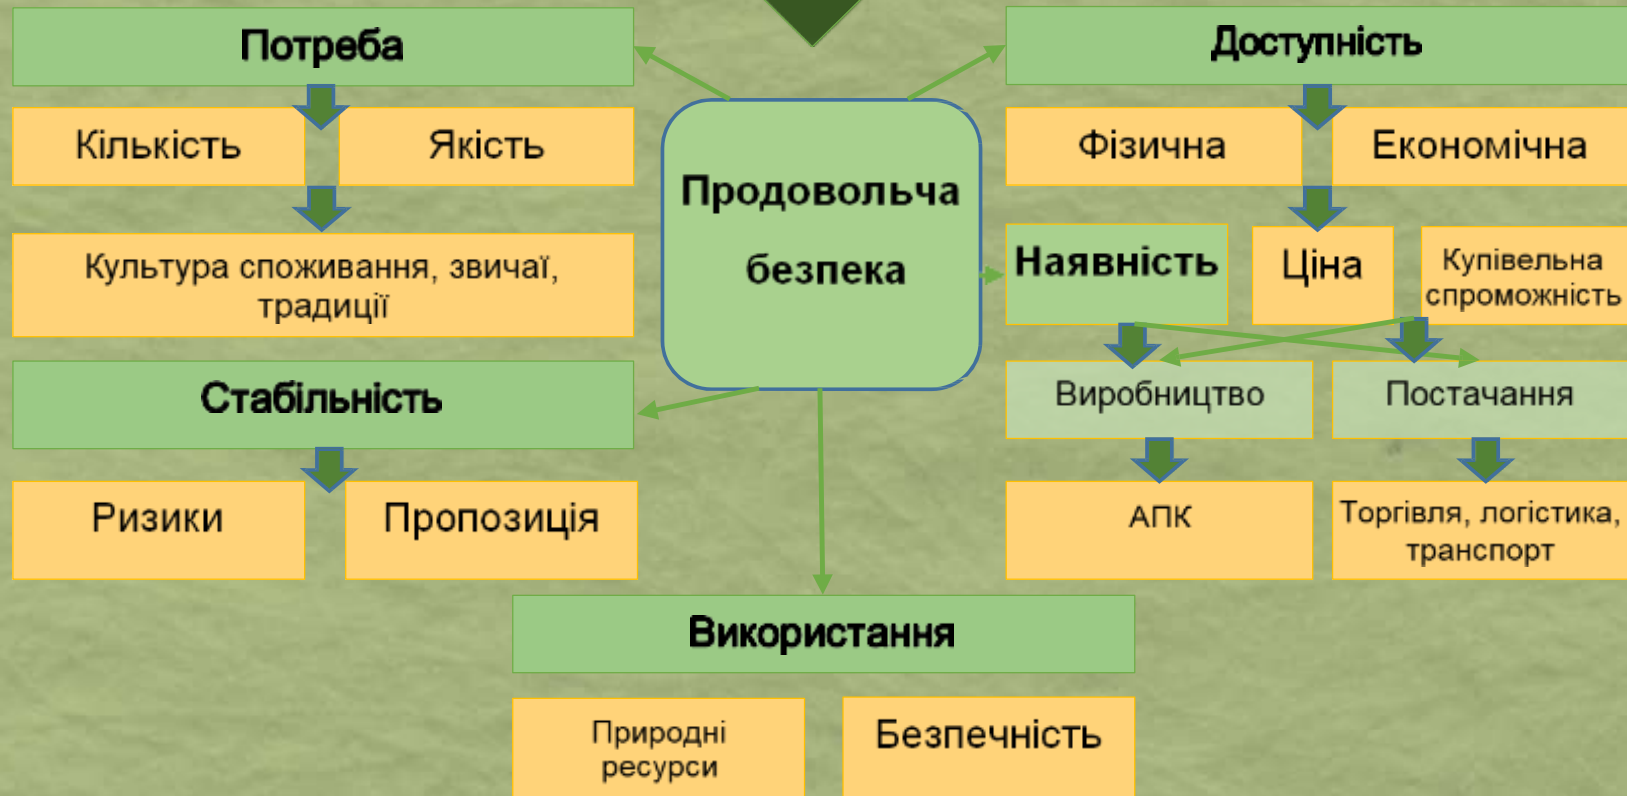 Потреба
Доступність
Кількість
Якість
Фізична
Економічна
Продовольча
безпека
Культура споживання, звичаї,
традиції
Наявність
Ціна
Купівельна
спроможність
Стабільність
Виробництво
Постачання
Ризики
Пропозиція
АПК
Торгівля, логістика,
транспорт
Використання
Природні
ресурси
Безпечність